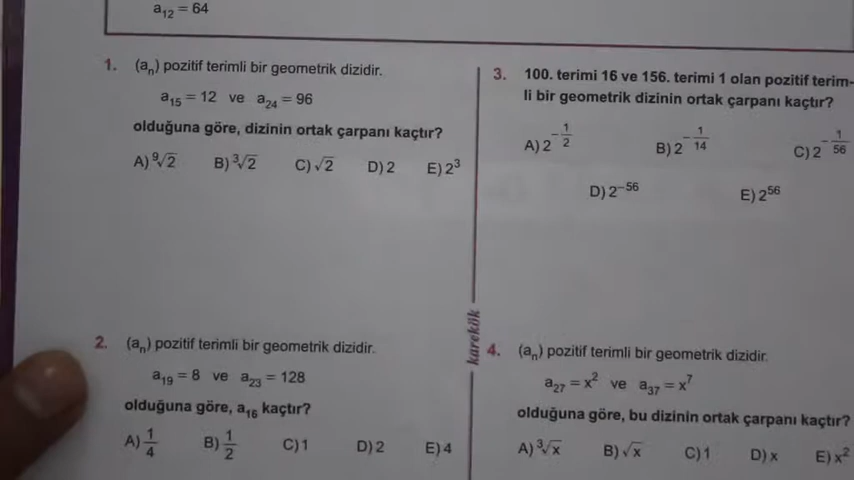 a₁₂ = 64
1. (aₙ) pozitif terimli bir geometrik dizidir.
a₁₅ = 12 ve a₂₄ = 96
olduğuna göre, dizinin ortak çarpanı kaçtır?
A) ⁹√2 B) ³√2 C) √2 D) 2 E) 2³
2. (aₙ) pozitif terimli bir geometrik dizidir.
a₁₉ = 8 ve a₂₃ = 128
olduğuna göre, a₁₆ kaçtır?
A) 1/4 B) 1/2 C) 1 D) 2 E) 4
karekök
3. 100. terimi 16 ve 156. terimi 1 olan pozitif terim-
li bir geometrik dizinin ortak çarpanı kaçtır?
A) 2^(-1/2) B) 2^(-1/14) C) 2^(-1/56)
D) 2⁻⁵⁶ E) 2⁵⁶
4. (aₙ) pozitif terimli bir geometrik dizidir.
a₂₇ = x² ve a₃₇ = x⁷
olduğuna göre, bu dizinin ortak çarpanı kaçtır?
A) ³√x B) √x C) 1 D) x E) x²